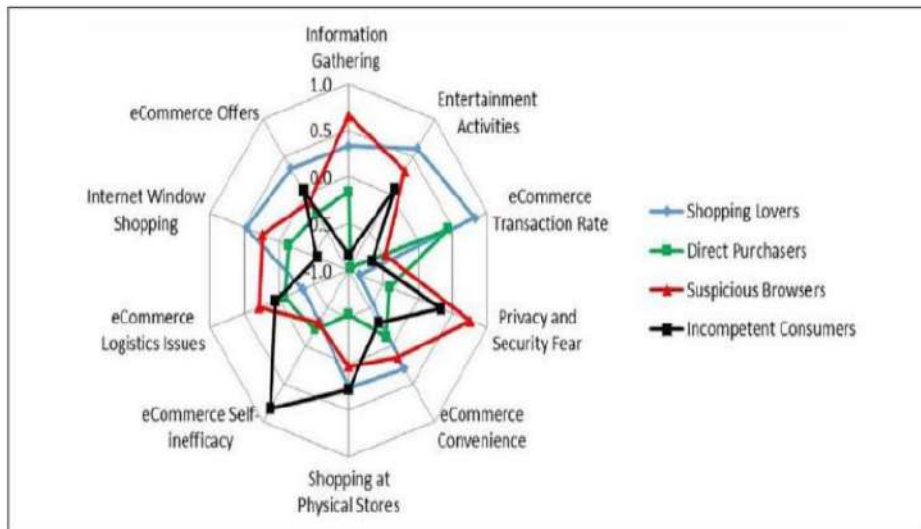 Information
Gathering
eCommerce Offers
Entertainment
Activities
1.0
0.5
0.0
-1.0
Internet Window
Shopping
eCommerce
Transaction Rate
eCommerce
Logistics Issues
Privacy and
Security Fear
eCommerce Self-
inefficacy
eCommerce
Convenience
Shopping at
Physical Stores
Shopping Lovers
Direct Purchasers
Suspicious Browsers
Incompetent Consumers